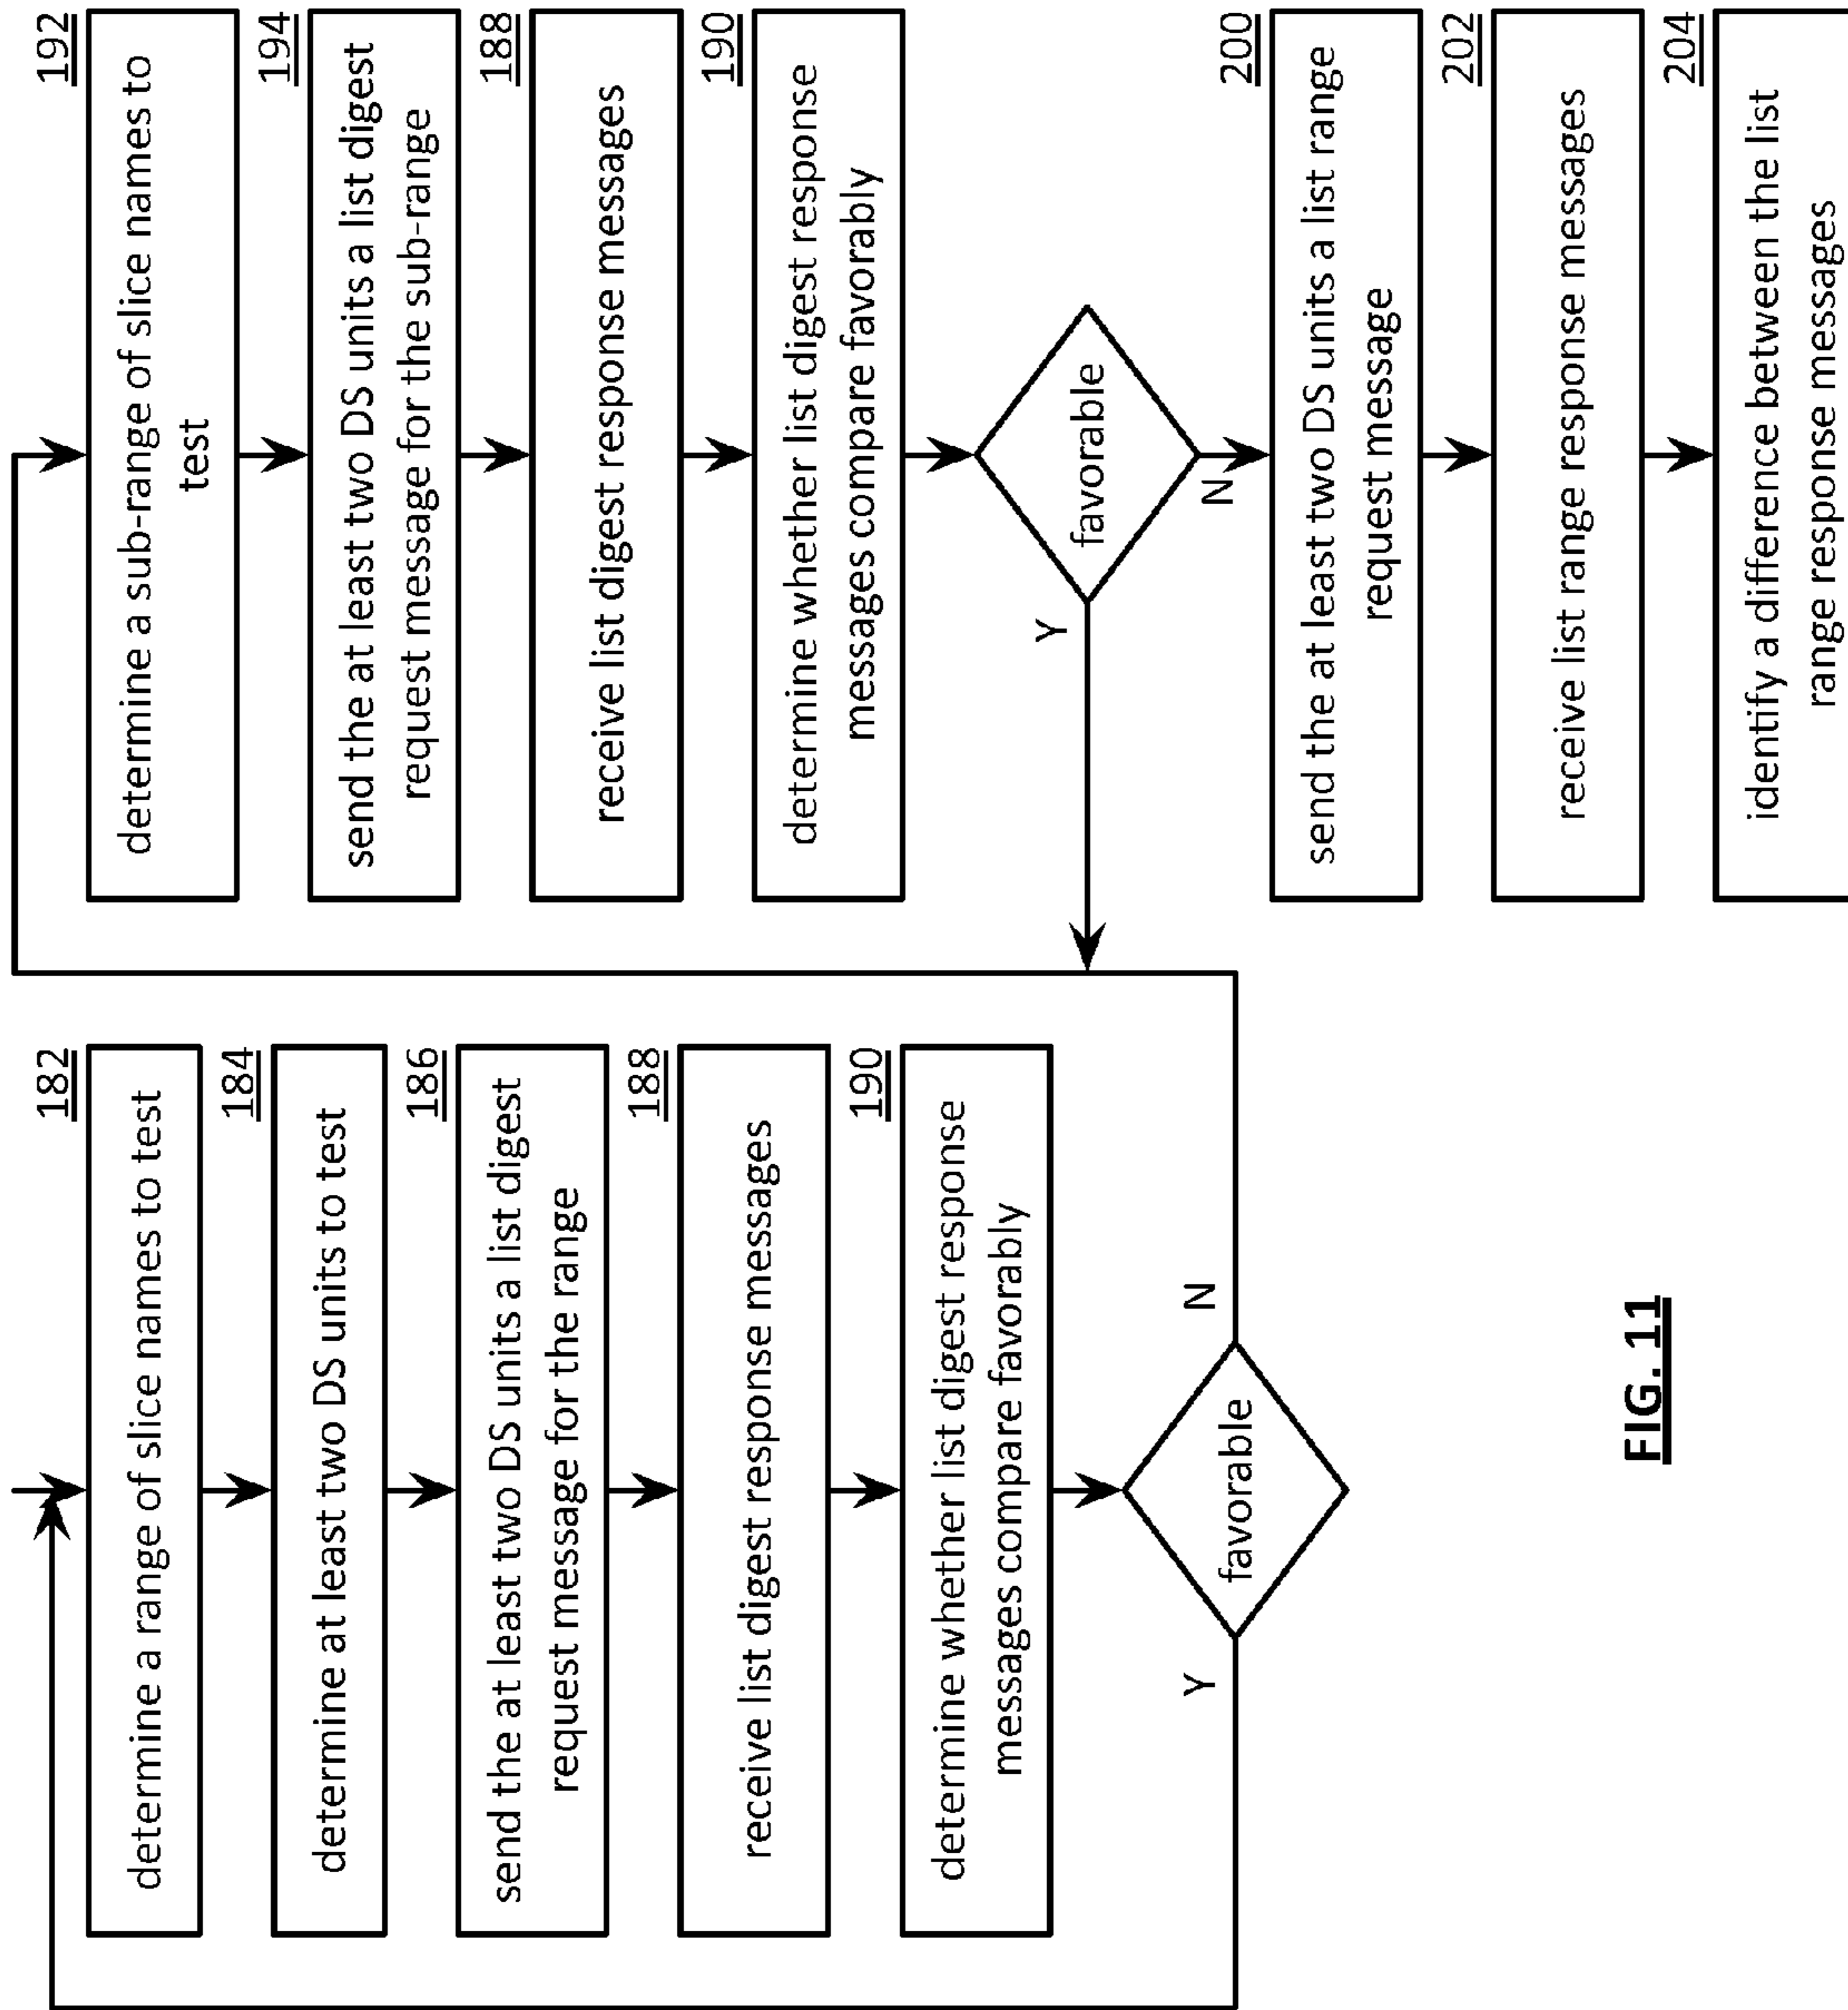 182
determine a range of slice names to test
184
determine at least two DS units to test
186
send the at least two DS units a list digest
request message for the range
188
receive list digest response messages
190
determine whether list digest response
messages compare favorably
favorable
Y
N
192
determine a sub-range of slice names to
test
194
send the at least two DS units a list digest
request message for the sub-range
188
receive list digest response messages
190
determine whether list digest response
messages compare favorably
favorable
Y
N
200
send the at least two DS units a list range
request message
202
receive list range response messages
204
identify a difference between the list
range response messages
FIG. 11